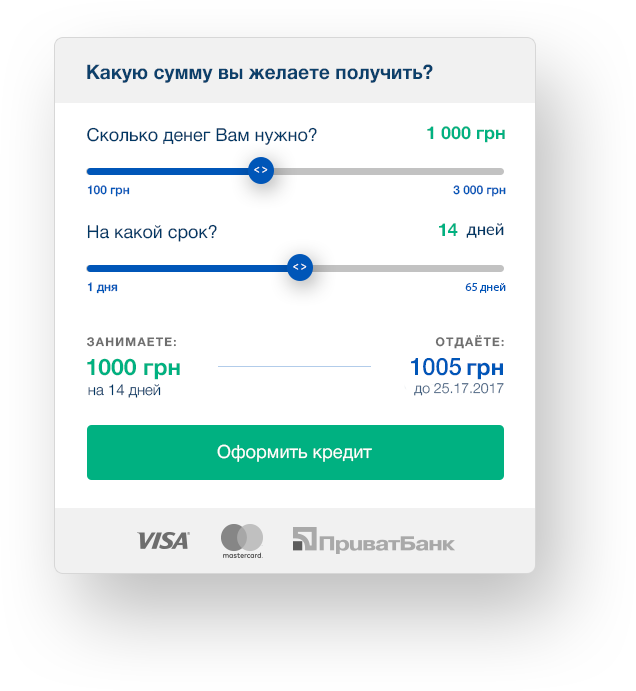 Какую сумму вы желаете получить?
Сколько денег Вам нужно? 1 000 грн
< >
100 грн 3 000 грн
На какой срок? 14 дней
< >
1 дня 65 дней
ЗАНИМАЕТЕ: ОТДАЁТЕ:
1000 грн 1005 грн
на 14 дней до 25.17.2017
Оформить кредит
VISA mastercard. ПриватБанк